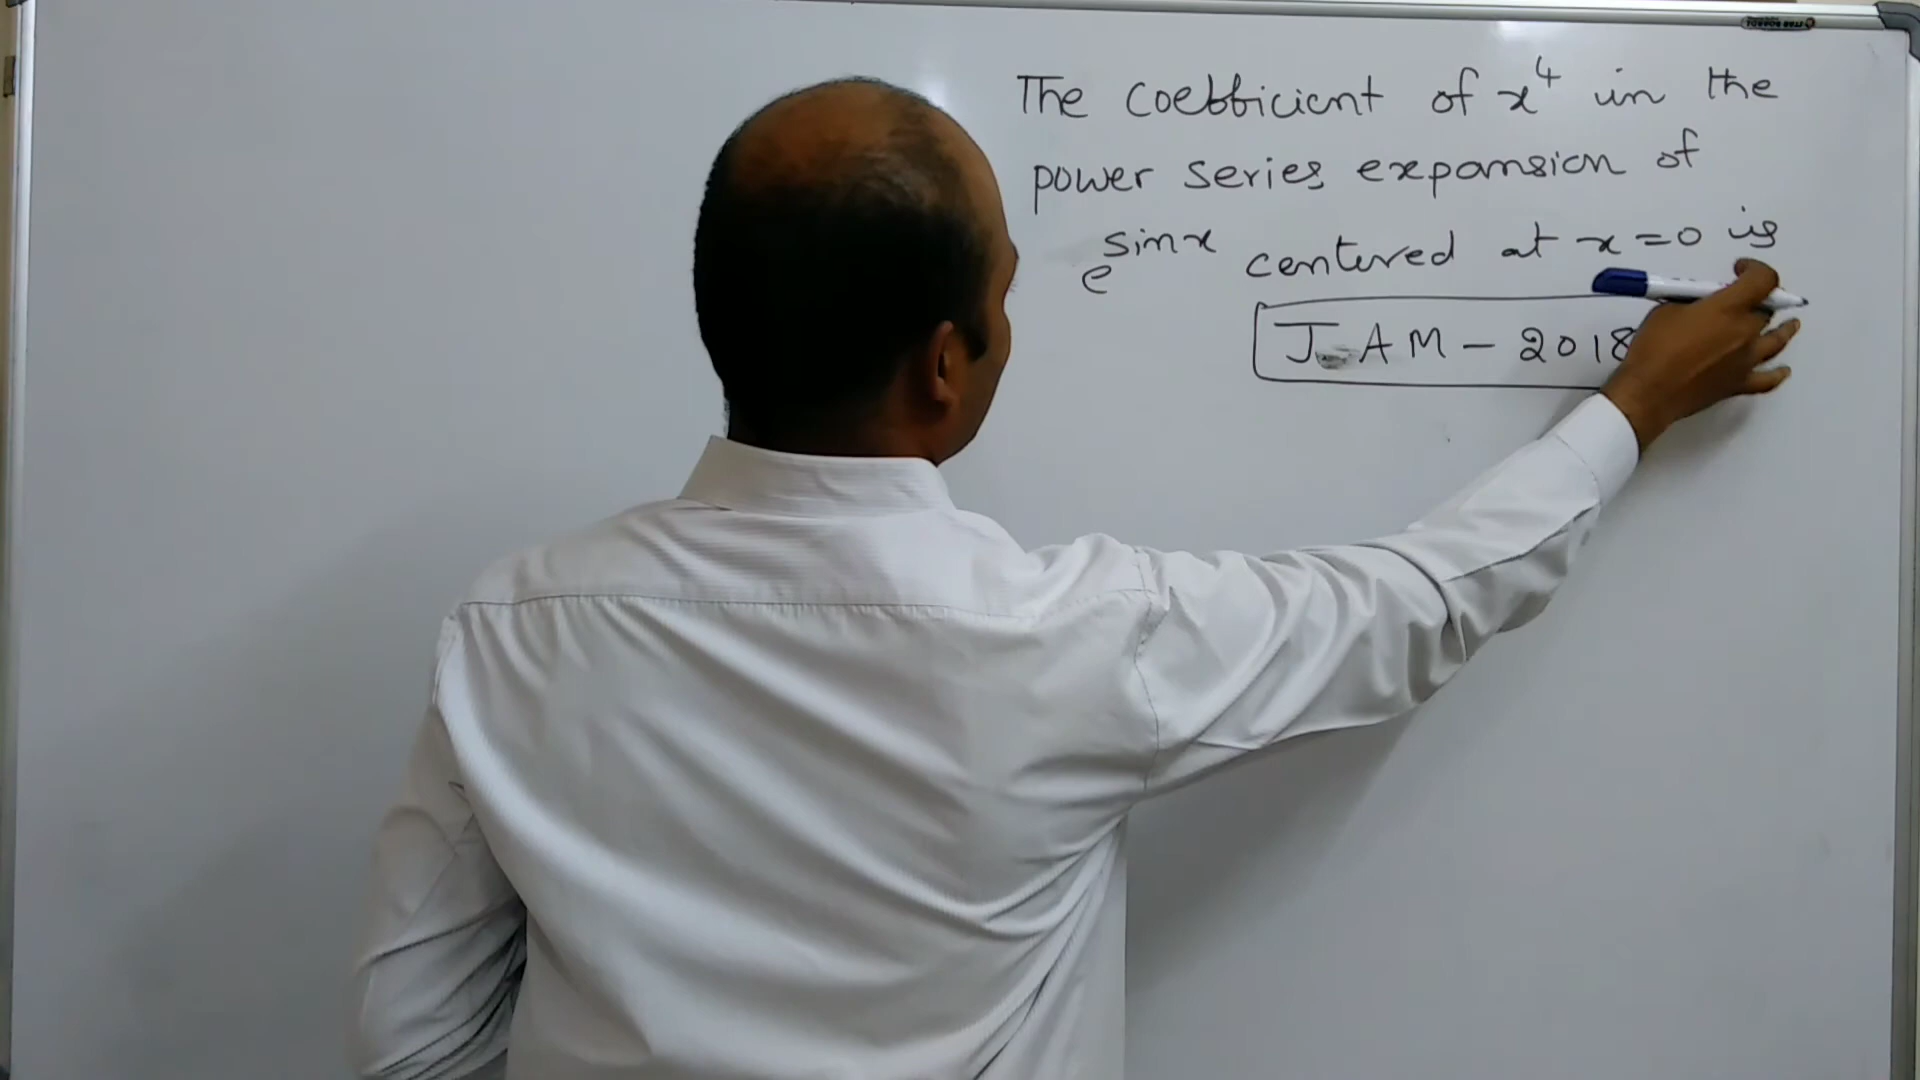 The coefficient of x⁴ in the
power series expansion of
e^sinx centered at x=0 is
JAM - 2018